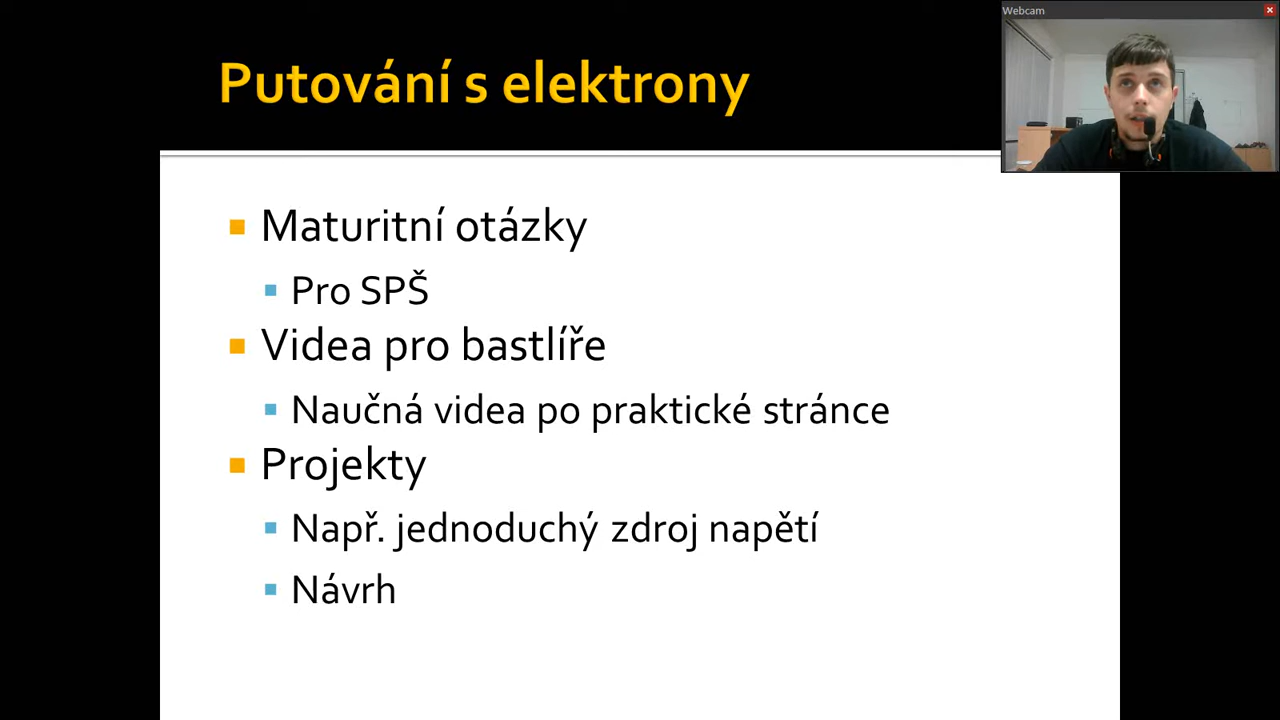 Webcam
Putování s elektrony
Maturitní otázky
Pro SPŠ
Videa pro bastlíře
Naučná videa po praktické stránce
Projekty
Např. jednoduchý zdroj napětí
Návrh